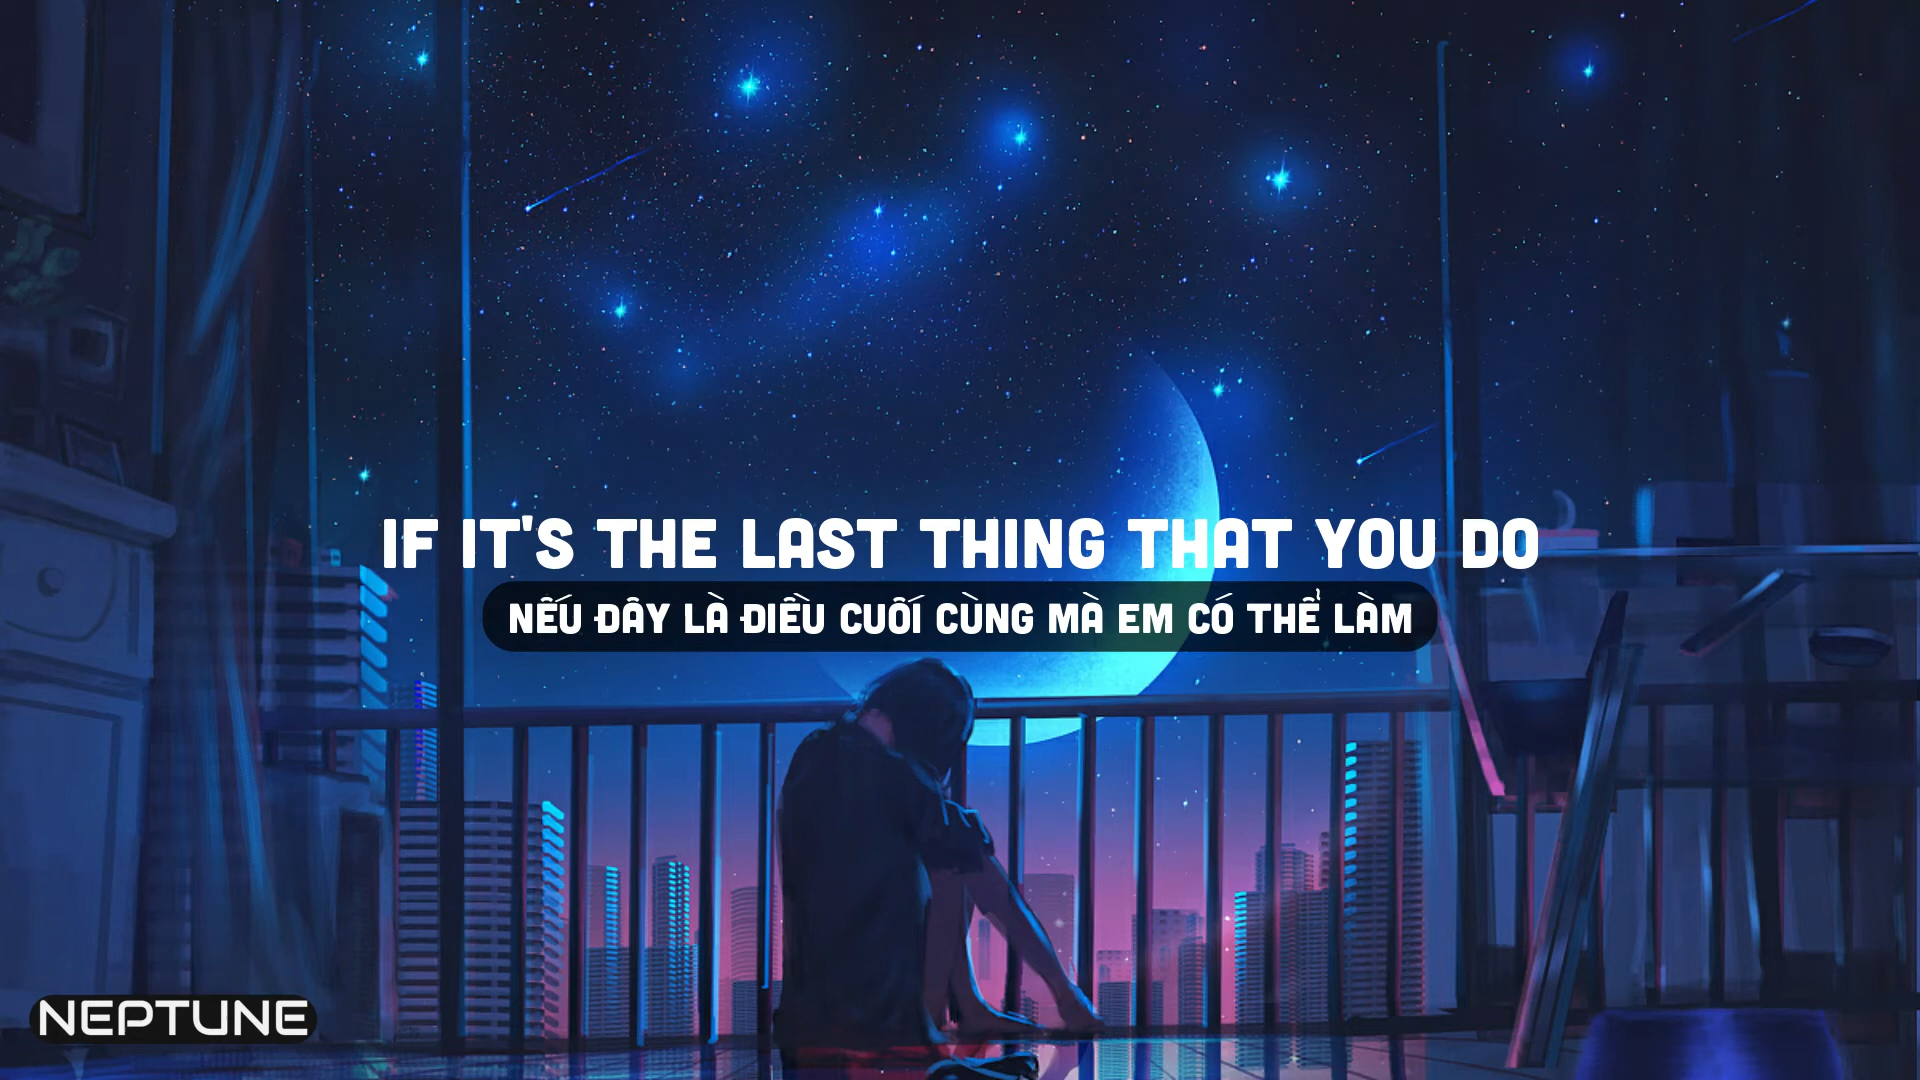 IF IT'S THE LAST THING THAT YOU DO
NẾU ĐÂY LÀ ĐIỀU CUỐI CÙNG MÀ EM CÓ THỂ LÀM
NEPTUNE